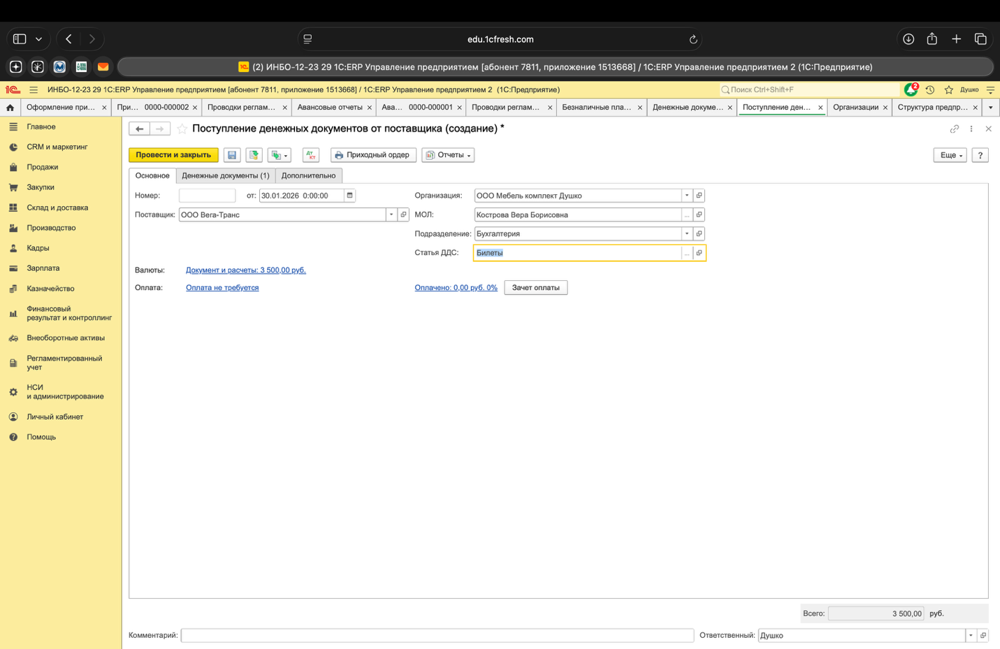 edu.1cfresh.com
(2) ИНБО-12-23 29 1С:ERP Управление предприятием [абонент 7811, приложение 1513668] / 1С:ERP Управление предприятием 2 (1С:Предприятие)
ИНБО-12-23 29 1С:ERP Управление предприятием [абонент 7811, приложение 1513668] / 1С:ERP Управление предприятием 2 (1С:Предприятие)
Поиск Ctrl+Shift+F
2
Душко
Оформление при... × При... 0000-000002 × Проводки реглам... × Авансовые отчеты × Ава... 0000-000001 × Проводки реглам... × Безналичные пла... × Денежные докуме... × Поступление ден... × Организации × Структура предпр... ×
Главное
CRM и маркетинг
Продажи
Закупки
Склад и доставка
Производство
Кадры
Зарплата
Казначейство
Финансовый
результат и контроллинг
Внеоборотные активы
Регламентированный
учет
НСИ
и администрирование
Личный кабинет
Помощь
Поступление денежных документов от поставщика (создание) *
Провести и закрыть
Дт
Кт
Приходный ордер
Отчеты
Еще
?
Основное
Денежные документы (1)
Дополнительно
Номер:
от: 30.01.2026 0:00:00
Организация: ООО Мебель комплект Душко
Поставщик: ООО Вега-Транс
МОЛ: Кострова Вера Борисовна
Подразделение: Бухгалтерия
Статья ДДС: Билеты
Валюты: Документ и расчеты: 3 500,00 руб.
Оплата: Оплата не требуется
Оплачено: 0,00 руб. 0%
Зачет оплаты
Всего: 3 500,00 руб.
Комментарий:
Ответственный: Душко